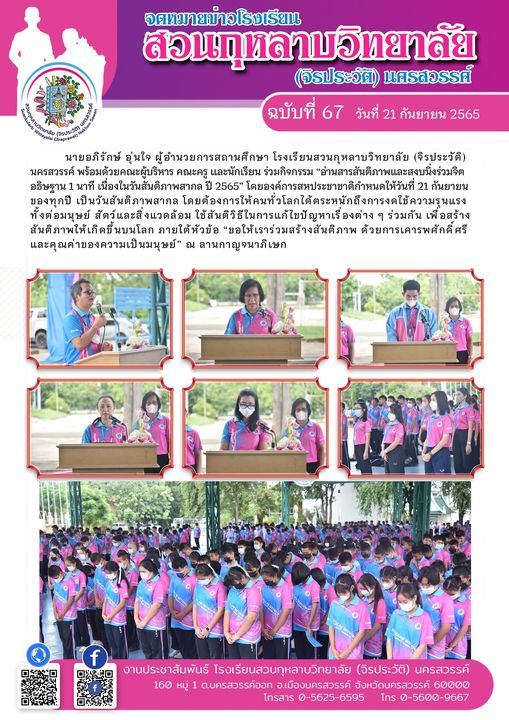 จดหมายข่าวโรงเรียน
สวนกุหลาบวิทยาลัย
(จิรประวัติ) นครสวรรค์
ฉบับที่ 67 วันที่ 21 กันยายน 2565
นายอภิรักษ์ อุ่นใจ ผู้อำนวยการสถานศึกษา โรงเรียนสวนกุหลาบวิทยาลัย (จิรประวัติ)
นครสวรรค์ พร้อมด้วยคณะผู้บริหาร คณะครู และนักเรียน ร่วมกิจกรรม “อ่านสารสันติภาพและสงบนิ่งร่วมจิต
อธิษฐาน 1 นาที เนื่องในวันสันติภาพสากล ปี 2565” โดยองค์การสหประชาชาติกำหนดให้วันที่ 21 กันยายน
ของทุกปี เป็นวันสันติภาพสากล โดยต้องการให้คนทั่วโลกได้ตระหนักถึงการงดใช้ความรุนแรง
ทั้งต่อมนุษย์ สัตว์และสิ่งแวดล้อม ใช้สันติวิธีในการแก้ไขปัญหาเรื่องต่าง ๆ ร่วมกัน เพื่อสร้าง
สันติภาพให้เกิดขึ้นบนโลก ภายใต้หัวข้อ “ขอให้เราร่วมสร้างสันติภาพ ด้วยการเคารพศักดิ์ศรี
และคุณค่าของความเป็นมนุษย์” ณ ลานกาญจนาภิเษก
งานประชาสัมพันธ์ โรงเรียนสวนกุหลาบวิทยาลัย (จิรประวัติ) นครสวรรค์
160 หมู่ 1 ต.นครสวรรค์ออก อ.เมืองนครสวรรค์ จังหวัดนครสวรรค์ 60000
โทรสาร 0-5625-6595 โทร 0-5600-9667